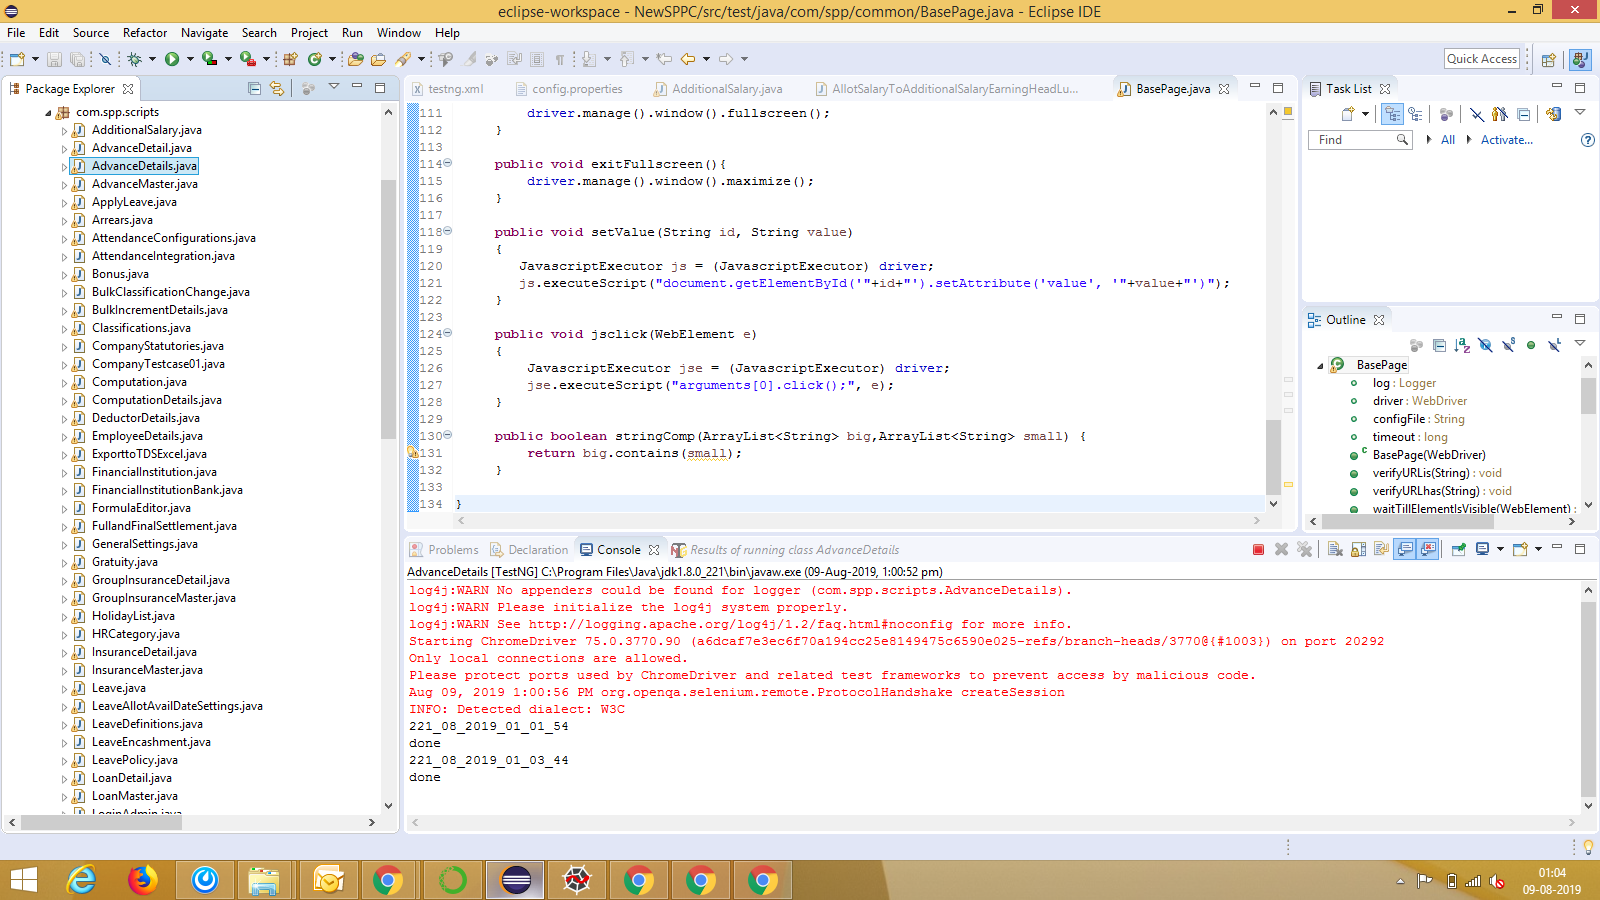 eclipse-workspace - NewSPPC/src/test/java/com/spp/common/BasePage.java - Eclipse IDE
File Edit Source Refactor Navigate Search Project Run Window Help
Quick Access
Package Explorer
com.spp.scripts
AdditionalSalary.java
AdvanceDetail.java
AdvanceDetails.java
AdvanceMaster.java
ApplyLeave.java
Arrears.java
AttendanceConfigurations.java
AttendanceIntegration.java
Bonus.java
BulkClassificationChange.java
BulkIncrementDetails.java
Classifications.java
CompanyStatutories.java
CompanyTestcase01.java
Computation.java
ComputationDetails.java
DeductorDetails.java
EmployeeDetails.java
ExporttoTDSExcel.java
FinancialInstitution.java
FinancialInstitutionBank.java
FormulaEditor.java
FullandFinalSettlement.java
GeneralSettings.java
Gratuity.java
GroupInsuranceDetail.java
GroupInsuranceMaster.java
HolidayList.java
HRCategory.java
InsuranceDetail.java
InsuranceMaster.java
Leave.java
LeaveAllotAvailDateSettings.java
LeaveDefinitions.java
LeaveEncashment.java
LeavePolicy.java
LoanDetail.java
LoanMaster.java
LoginAdmin.java
testng.xml config.properties AdditionalSalary.java AllotSalaryToAdditionalSalaryEarningHeadLu... BasePage.java
111 driver.manage().window().fullscreen();
112 }
113
114 public void exitFullscreen(){
115 driver.manage().window().maximize();
116 }
117
118 public void setValue(String id, String value)
119 {
120 JavascriptExecutor js = (JavascriptExecutor) driver;
121 js.executeScript("document.getElementById('"+id+"').setAttribute('value', '"+value+"')");
122 }
123
124 public void jsclick(WebElement e)
125 {
126 JavascriptExecutor jse = (JavascriptExecutor) driver;
127 jse.executeScript("arguments[0].click();", e);
128 }
129
130 public boolean stringComp(ArrayList<String> big,ArrayList<String> small) {
131 return big.contains(small);
132 }
133
134 }
Task List
Find All Activate...
Outline
BasePage
log : Logger
driver : WebDriver
configFile : String
timeout : long
BasePage(WebDriver)
verifyURLis(String) : void
verifyURLhas(String) : void
waitTillElementIsVisible(WebElement) :
Problems Declaration Console Results of running class AdvanceDetails
AdvanceDetails [TestNG] C:\Program Files\Java\jdk1.8.0_221\bin\javaw.exe (09-Aug-2019, 1:00:52 pm)
log4j:WARN No appenders could be found for logger (com.spp.scripts.AdvanceDetails).
log4j:WARN Please initialize the log4j system properly.
log4j:WARN See http://logging.apache.org/log4j/1.2/faq.html#noconfig for more info.
Starting ChromeDriver 75.0.3770.90 (a6dcaf7e3ec6f70a194cc25e8149475c6590e025-refs/branch-heads/3770@{#1003}) on port 20292
Only local connections are allowed.
Please protect ports used by ChromeDriver and related test frameworks to prevent access by malicious code.
Aug 09, 2019 1:00:56 PM org.openqa.selenium.remote.ProtocolHandshake createSession
INFO: Detected dialect: W3C
221_08_2019_01_01_54
done
221_08_2019_01_03_44
done
01:04
09-08-2019